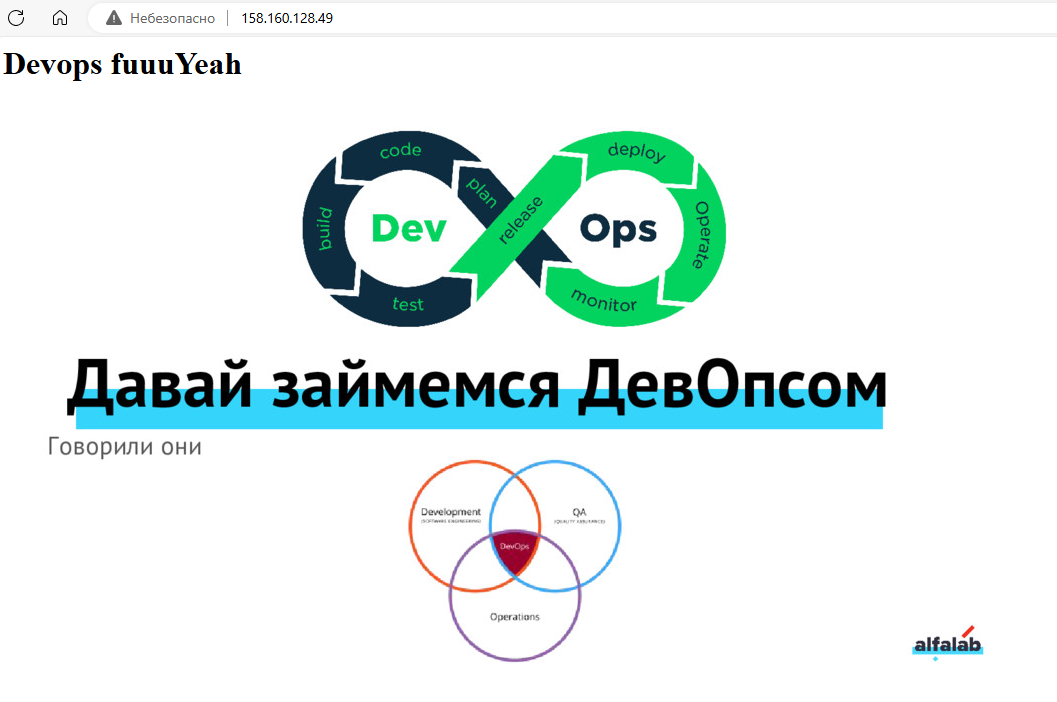 Небезопасно 158.160.128.49
Devops fuuuYeah
code
plan
build
Dev
test
release
deploy
Ops
Operate
monitor
Давай займемся ДевОпсом
Говорили они
Development
(SOFTWARE ENGINEERING)
QA
(QUALITY ASSURANCE)
DevOps
Operations
alfalab